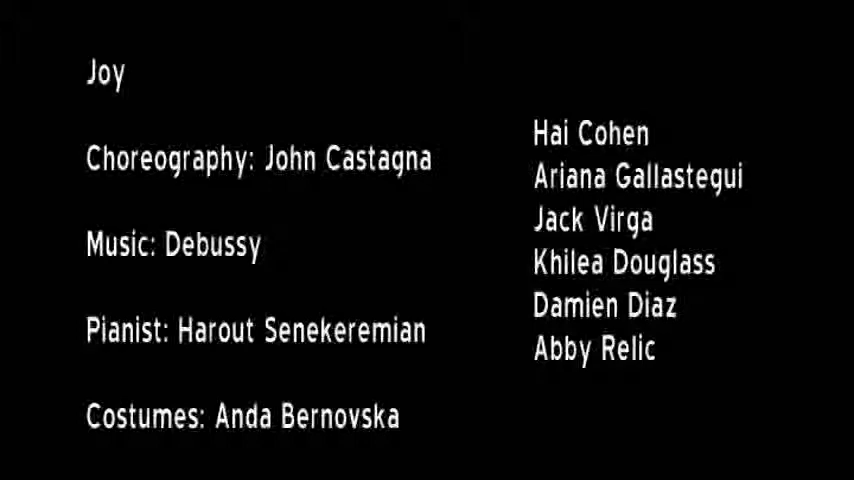 Joy
Choreography: John Castagna
Music: Debussy
Pianist: Harout Senekeremian
Costumes: Anda Bernovska
Hai Cohen
Ariana Gallastegui
Jack Virga
Khilea Douglass
Damien Diaz
Abby Relic